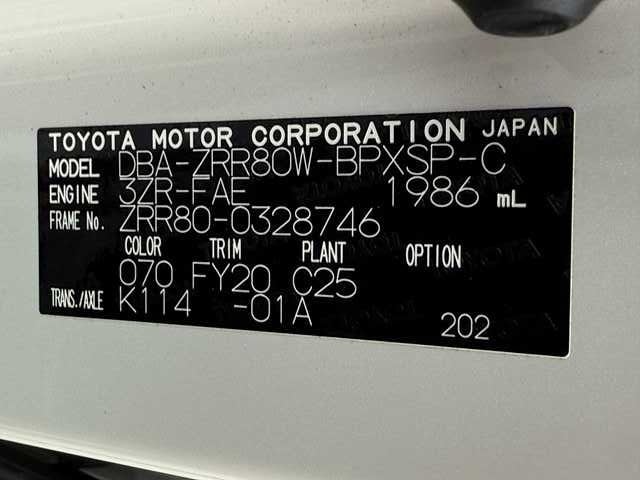 TOYOTA MOTOR CORPORATION JAPAN
MODEL DBA-ZRR80W-BPXSP-C
ENGINE 3ZR-FAE 1986 mL
FRAME No. ZRR80-0328746
COLOR TRIM PLANT OPTION
070 FY20 C25
TRANS./AXLE K114 -01A
202